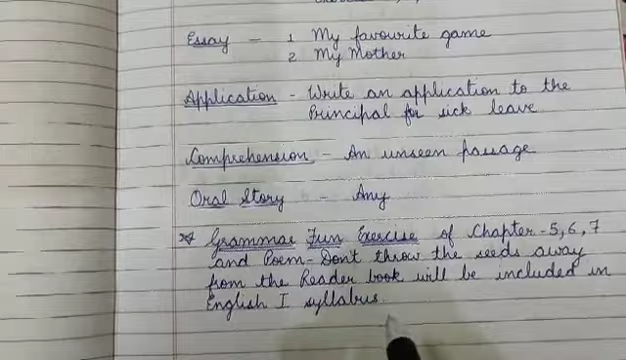 Essay - 1 My favourite game
2 My Mother
Application - Write an application to the
Principal for sick leave
Comprehension - An unseen passage
Oral Story - Any
* Grammar Fun Exercise of Chapter-5,6,7
and Poem-Don't throw the seeds away
from the Reader book will be included in
English I syllabus.